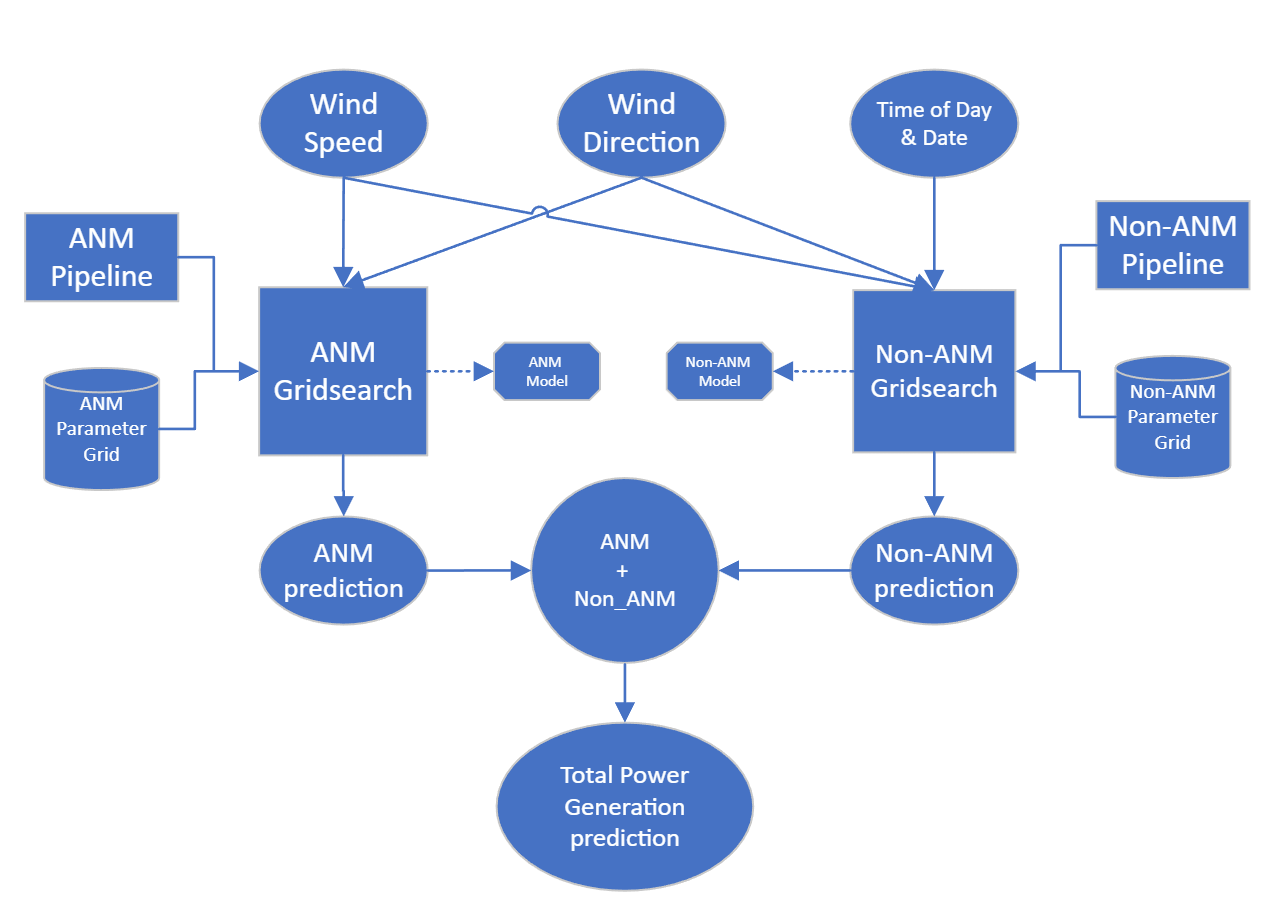 Wind
Speed
Wind
Direction
Time of Day
& Date
ANM
Pipeline
Non-ANM
Pipeline
ANM
Gridsearch
ANM
Model
Non-ANM
Model
Non-ANM
Gridsearch
ANM
Parameter
Grid
Non-ANM
Parameter
Grid
ANM
prediction
ANM
+
Non_ANM
Non-ANM
prediction
Total Power
Generation
prediction